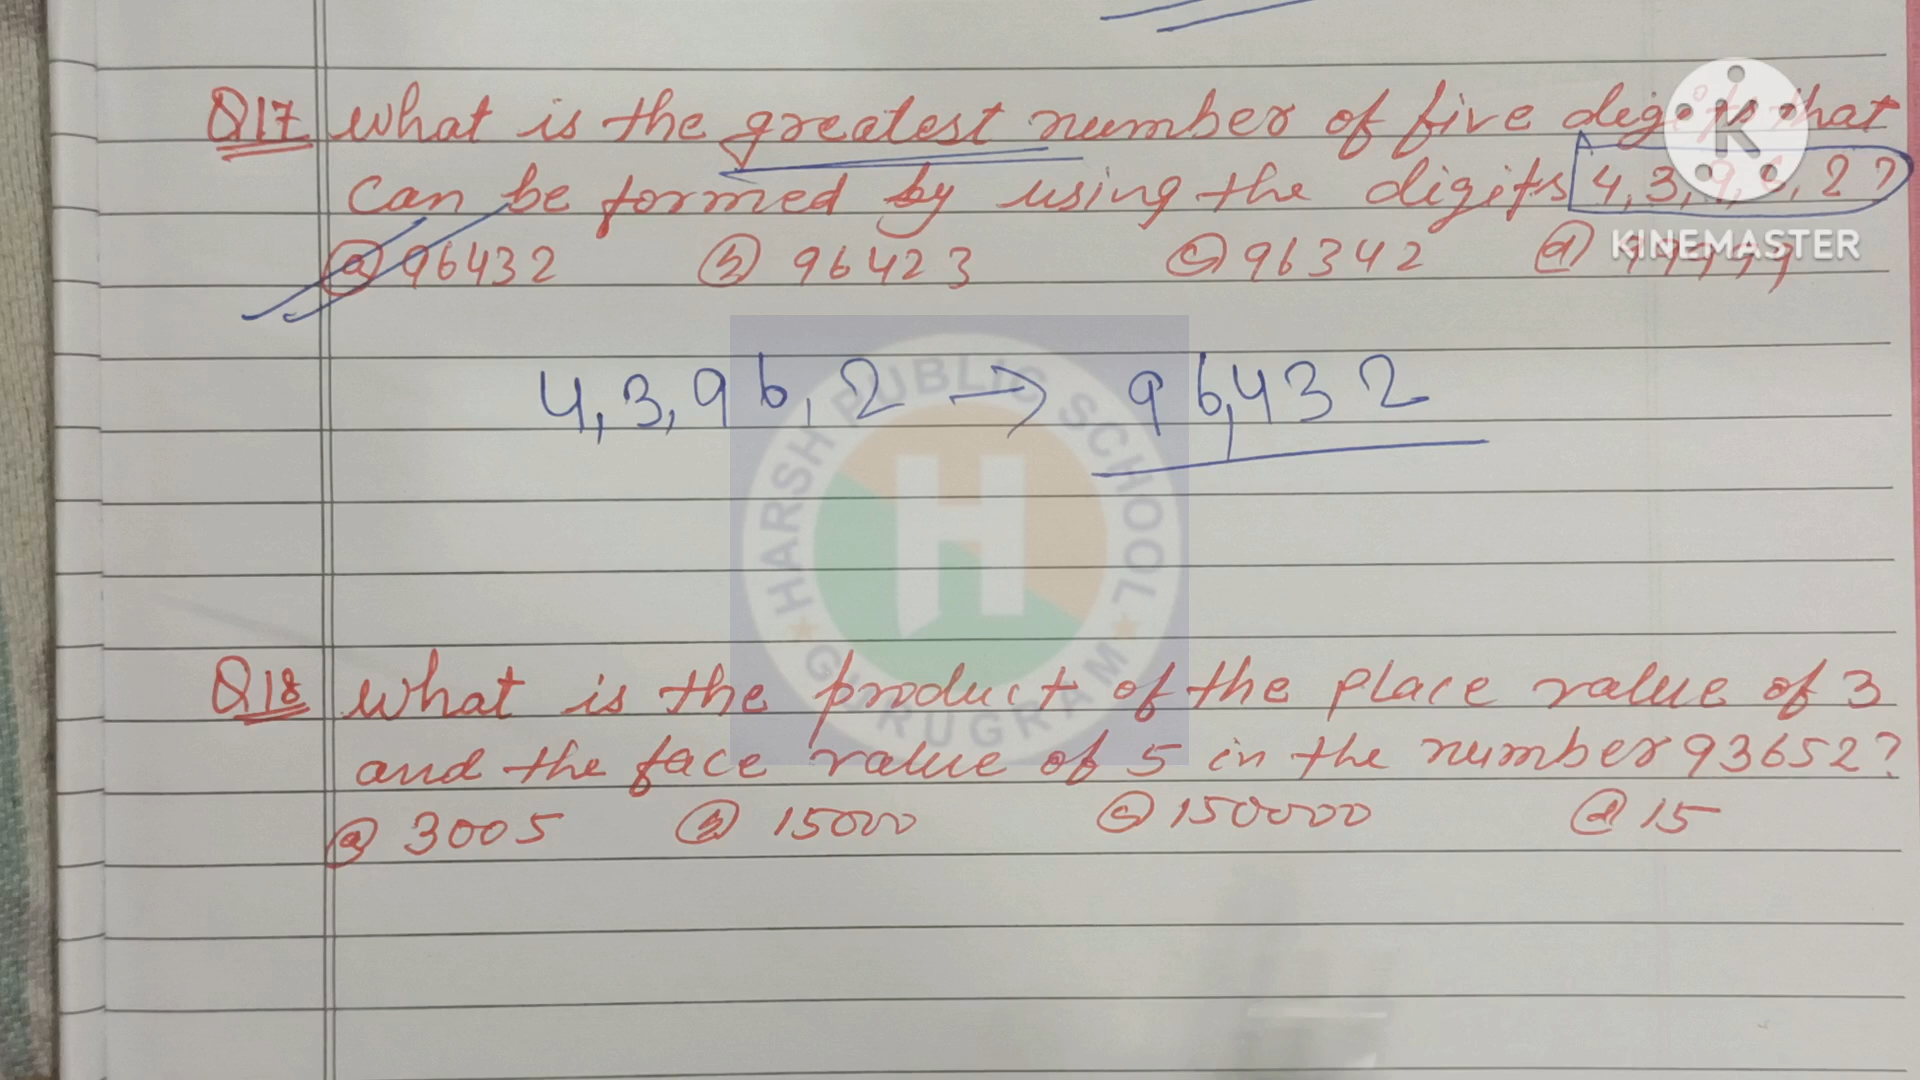 Q17 What is the greatest number of five digits that
can be formed by using the digits 4, 3, 9, 6, 2?
(a) 96432 (b) 96423 (c) 96342 (d) 99999
KINEMASTER
4, 3, 9 6, 2 → 96,432
HARSH PUBLIC SCHOOL
GURUGRAM
Q18 What is the product of the place value of 3
and the face value of 5 in the number 93652?
(a) 3005 (b) 15000 (c) 150000 (d) 15